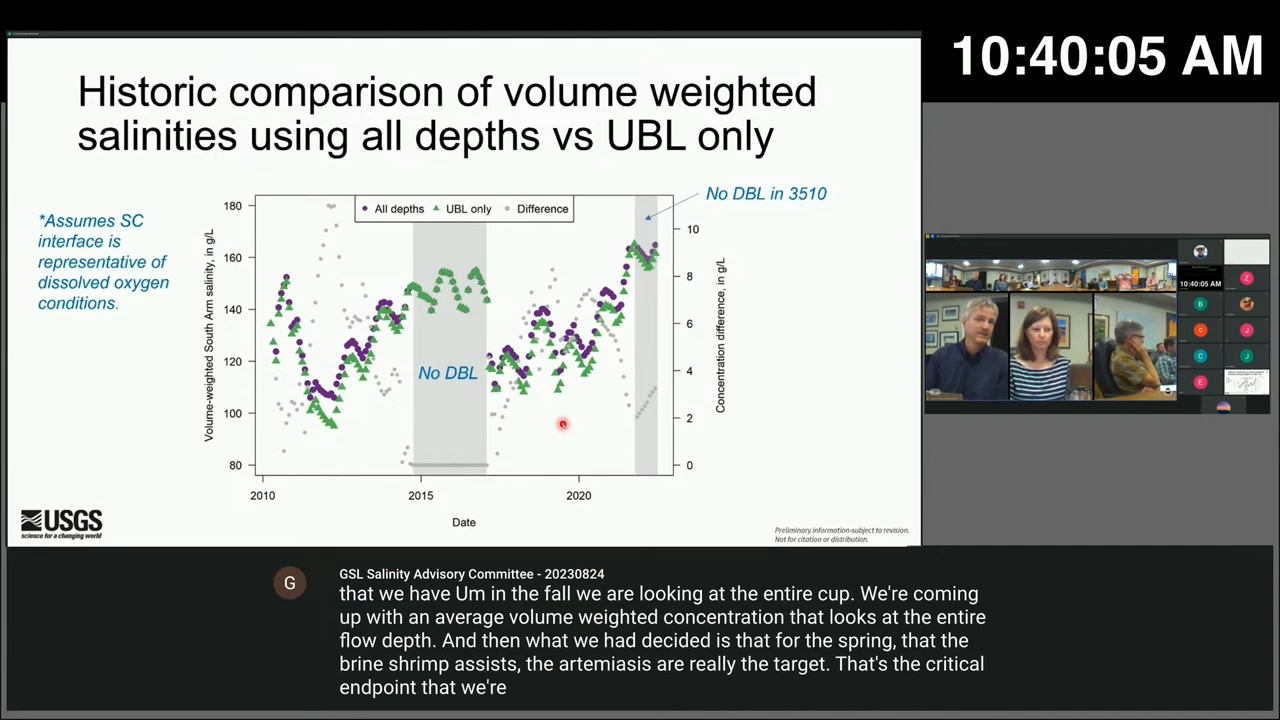 10:40:05 AM
Historic comparison of volume weighted
salinities using all depths vs UBL only
*Assumes SC
interface is
representative of
dissolved oxygen
conditions.
No DBL in 3510
All depths
UBL only
Difference
Volume-weighted South Arm salinity, in g/L
180
160
140
120
100
80
No DBL
10
8
6
4
2
0
Concentration difference, in g/L
2010
2015
2020
Date
USGS
science for a changing world
Preliminary information-subject to revision.
Not for citation or distribution.
10:40:05 AM
Z
B
C
J
C
J
E
G
GSL Salinity Advisory Committee - 20230824
that we have Um in the fall we are looking at the entire cup. We're coming
up with an average volume weighted concentration that looks at the entire
flow depth. And then what we had decided is that for the spring, that the
brine shrimp assists, the artemiasis are really the target. That's the critical
endpoint that we're